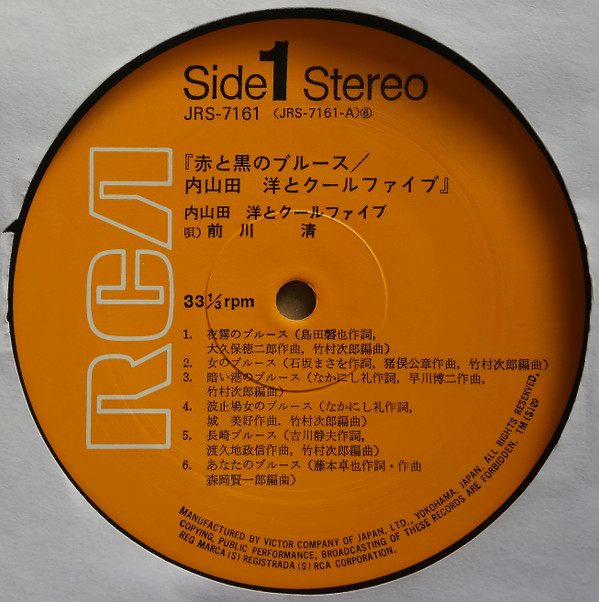 Side 1 Stereo
JRS-7161 (JRS-7161-A)⑥
RCA
『赤と黒のブルース／
内山田 洋とクールファイブ』
内山田 洋とクールファイブ
唄）前川 清
33⅓rpm
1. 夜霧のブルース（島田磬也作詞，
大久保徳二郎作曲，竹村次郎編曲）
2. 女のブルース（石坂まさを作詞，猪俣公章作曲，竹村次郎編曲）
3. 暗い港のブルース（なかにし礼作詞，早川博二作曲，
竹村次郎編曲）
4. 波止場女のブルース（なかにし礼作詞，
城 美好作曲，竹村次郎編曲）
5. 長崎ブルース（吉川静夫作詞，
渡久地政信作曲，竹村次郎編曲）
6. あなたのブルース（藤本卓也作詞・作曲
森岡賢一郎編曲）
MANUFACTURED BY VICTOR COMPANY OF JAPAN, LTD., YOKOHAMA, JAPAN. ALL RIGHTS RESERVED.
COPYING, PUBLIC PERFORMANCE, BROADCASTING OF THESE RECORDS ARE FORBIDDEN. TM(S)®
REG MARCA(S) REGISTRADA(S) RCA CORPORATION.